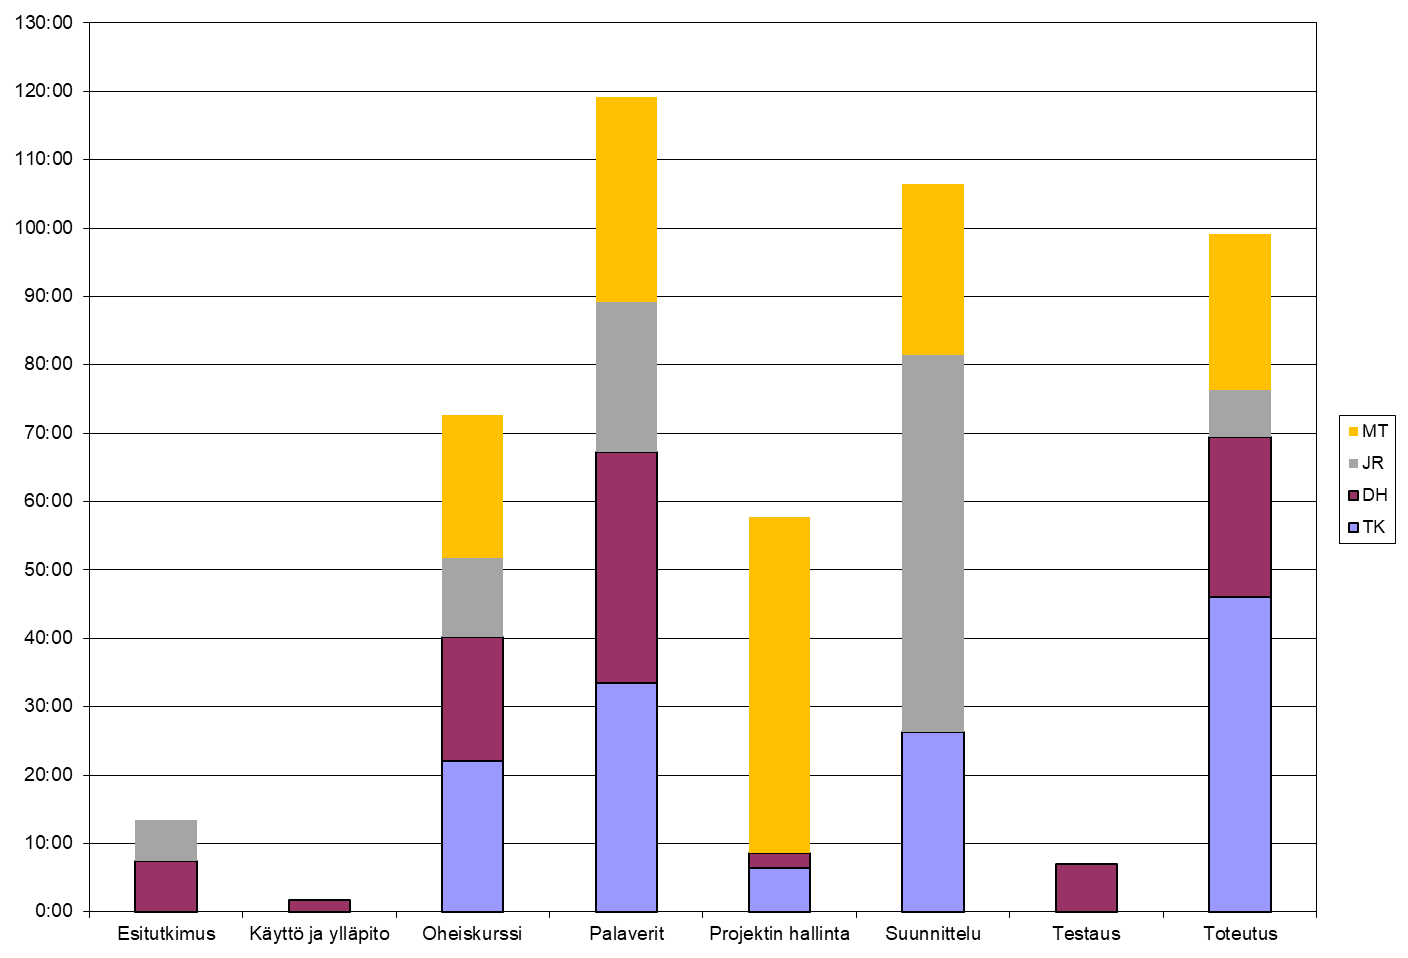 130:00
120:00
110:00
100:00
90:00
80:00
70:00
60:00
50:00
40:00
30:00
20:00
10:00
0:00
Esitutkimus Käyttö ja ylläpito Oheiskurssi Palaverit Projektin hallinta Suunnittelu Testaus Toteutus
MT
JR
DH
TK